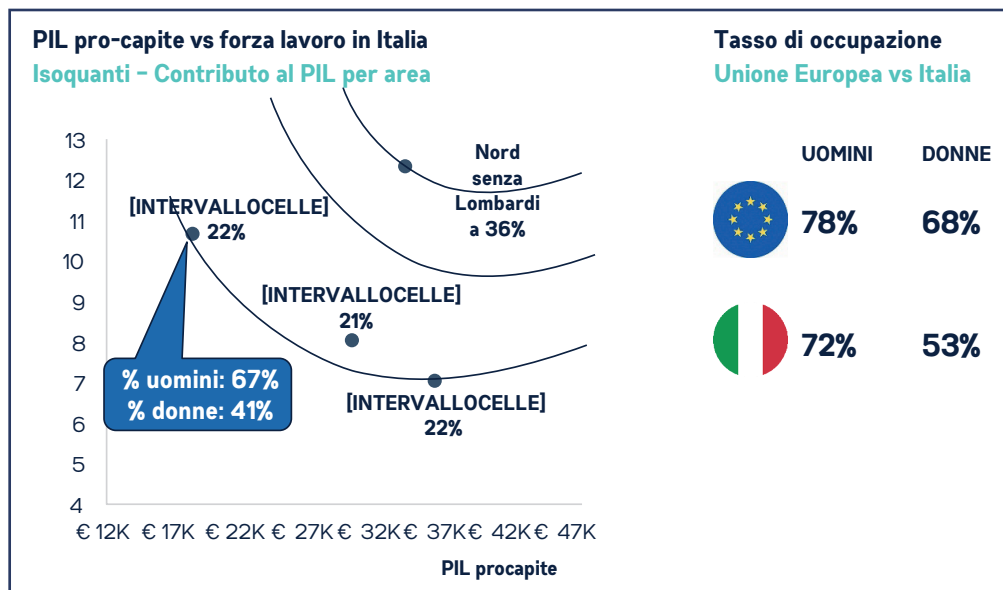 PIL pro-capite vs forza lavoro in Italia
Isoquanti – Contributo al PIL per area
13
12
11
10
9
8
7
6
5
4
[INTERVALLOCELLE]
22%
Nord
senza
Lombardi
a 36%
[INTERVALLOCELLE]
21%
[INTERVALLOCELLE]
22%
% uomini: 67%
% donne: 41%
€ 12K € 17K € 22K € 27K € 32K € 37K € 42K € 47K
PIL procapite
Tasso di occupazione
Unione Europea vs Italia
UOMINI DONNE
78% 68%
72% 53%